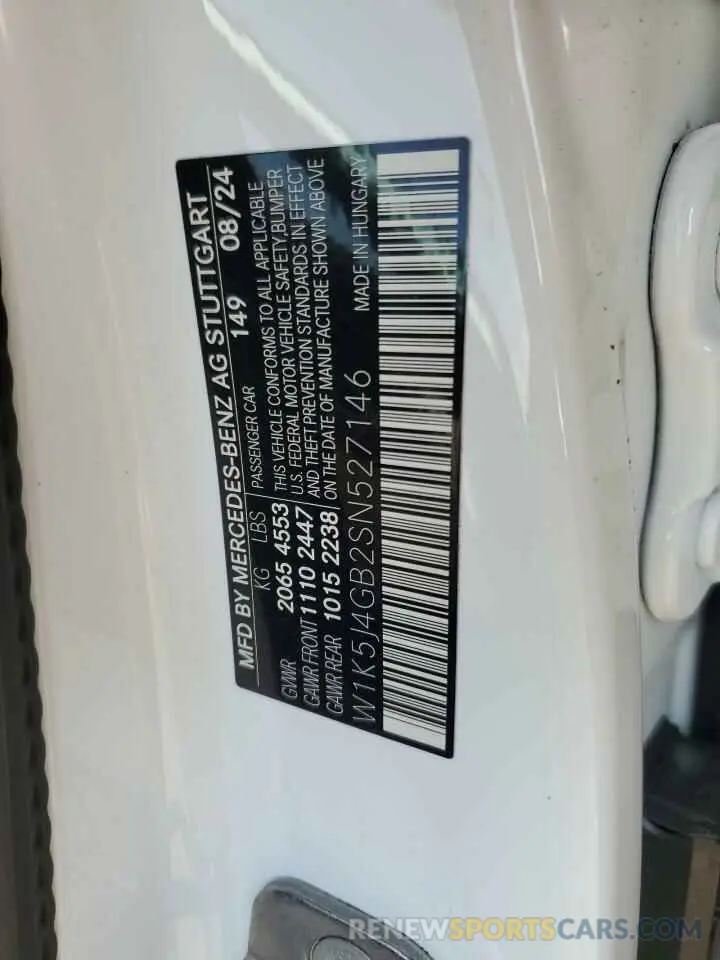 MFD BY MERCEDES-BENZ AG STUTTGART
KG LBS 149 08/24
PASSENGER CAR
GVWR 2065 4553
GAWR FRONT 1110 2447
GAWR REAR 1015 2238
THIS VEHICLE CONFORMS TO ALL APPLICABLE
U.S. FEDERAL MOTOR VEHICLE SAFETY,BUMPER
AND THEFT PREVENTION STANDARDS IN EFFECT
ON THE DATE OF MANUFACTURE SHOWN ABOVE
W1K5J4GB2SN527146 MADE IN HUNGARY
RENEWSPORTSCARS.COM